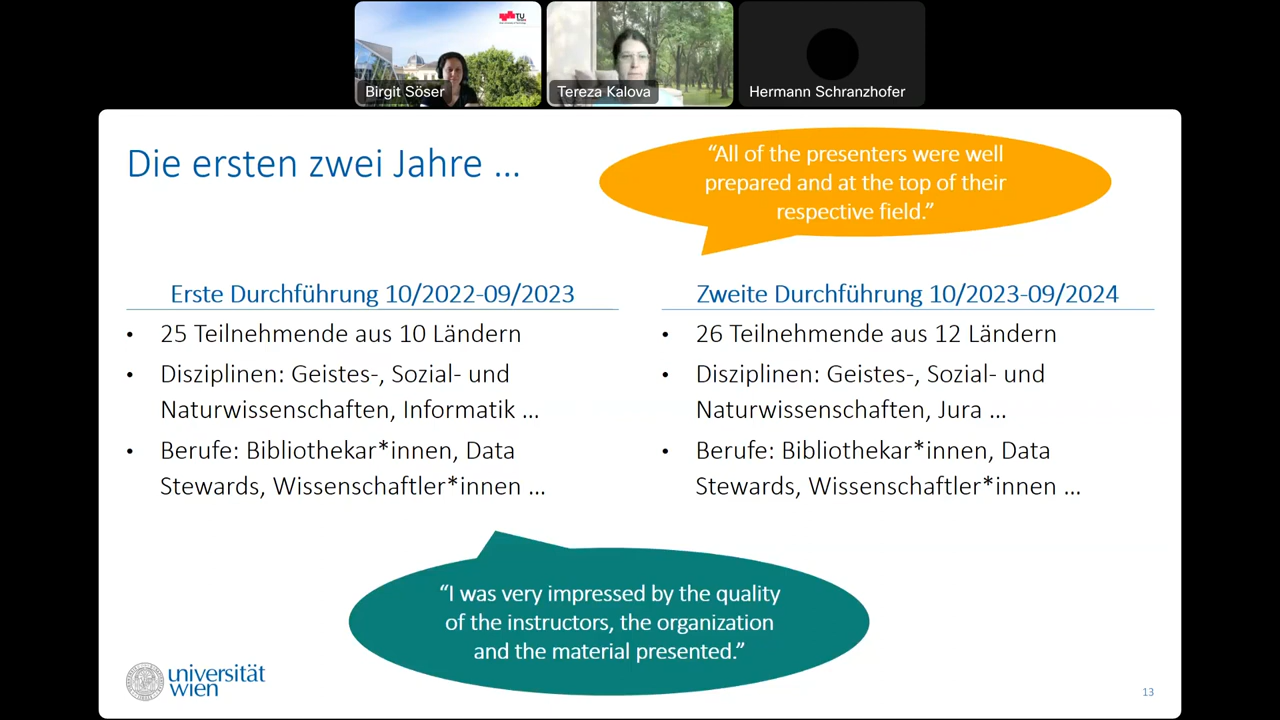 TU
Birgit Söser
Tereza Kalova
Hermann Schranzhofer
Die ersten zwei Jahre ...
“All of the presenters were well
prepared and at the top of their
respective field.”
Erste Durchführung 10/2022-09/2023
• 25 Teilnehmende aus 10 Ländern
• Disziplinen: Geistes-, Sozial- und
Naturwissenschaften, Informatik ...
• Berufe: Bibliothekar*innen, Data
Stewards, Wissenschaftler*innen ...
Zweite Durchführung 10/2023-09/2024
• 26 Teilnehmende aus 12 Ländern
• Disziplinen: Geistes-, Sozial- und
Naturwissenschaften, Jura ...
• Berufe: Bibliothekar*innen, Data
Stewards, Wissenschaftler*innen ...
“I was very impressed by the quality
of the instructors, the organization
and the material presented.”
universität
wien
13